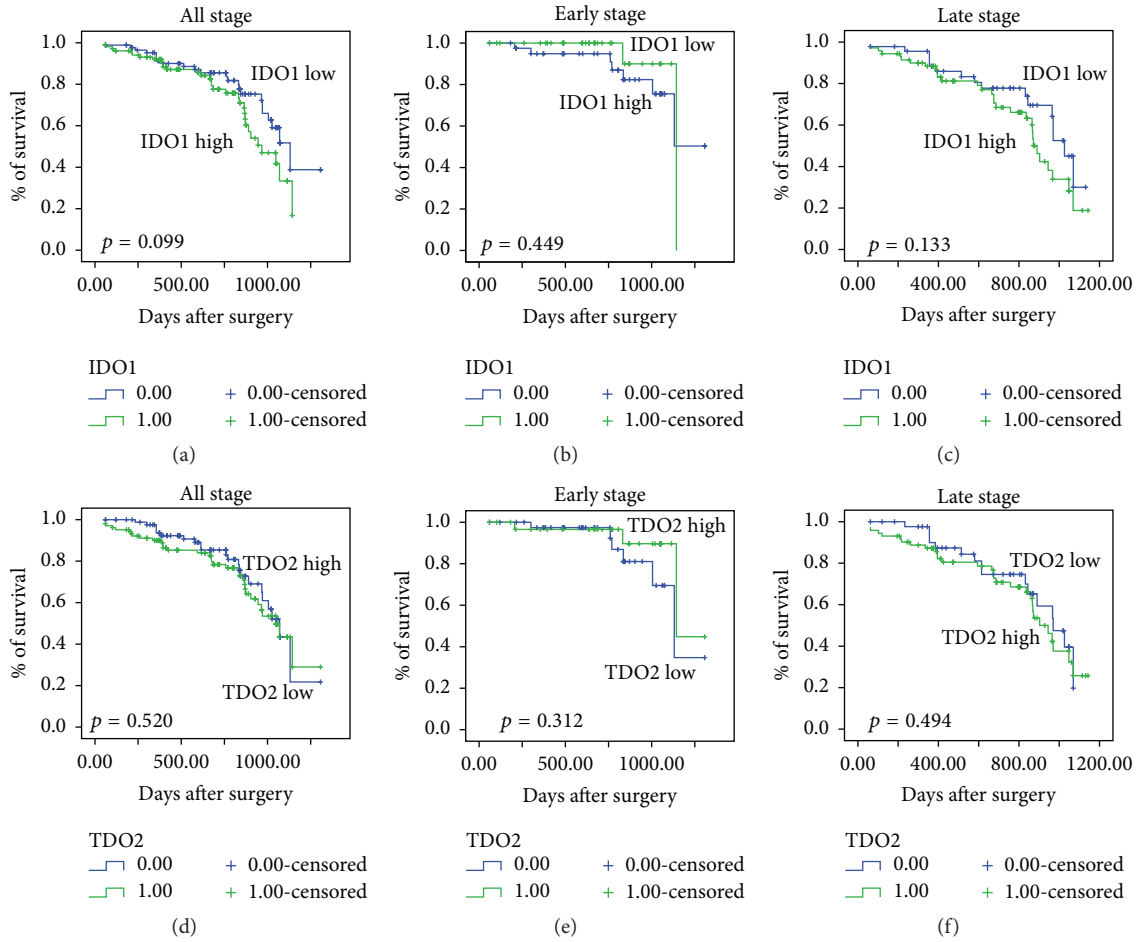 All stage
1.0
0.8
0.6
0.4
0.2
0.0
% of survival
IDO1 low
IDO1 high
p = 0.099
0.00 500.00 1000.00
Days after surgery
IDO1
0.00 0.00-censored
1.00 1.00-censored
(a)
Early stage
1.0
0.8
0.6
0.4
0.2
0.0
% of survival
IDO1 low
IDO1 high
p = 0.449
0.00 500.00 1000.00
Days after surgery
IDO1
0.00 0.00-censored
1.00 1.00-censored
(b)
Late stage
1.0
0.8
0.6
0.4
0.2
0.0
% of survival
IDO1 low
IDO1 high
p = 0.133
0.00 400.00 800.00 1200.00
Days after surgery
IDO1
0.00 0.00-censored
1.00 1.00-censored
(c)
All stage
1.0
0.8
0.6
0.4
0.2
0.0
% of survival
TDO2 high
TDO2 low
p = 0.520
0.00 500.00 1000.00
Days after surgery
TDO2
0.00 0.00-censored
1.00 1.00-censored
(d)
Early stage
1.0
0.8
0.6
0.4
0.2
0.0
% of survival
TDO2 high
TDO2 low
p = 0.312
0.00 500.00 1000.00
Days after surgery
TDO2
0.00 0.00-censored
1.00 1.00-censored
(e)
Late stage
1.0
0.8
0.6
0.4
0.2
0.0
% of survival
TDO2 low
TDO2 high
p = 0.494
0.00 400.00 800.00 1200.00
Days after surgery
TDO2
0.00 0.00-censored
1.00 1.00-censored
(f)